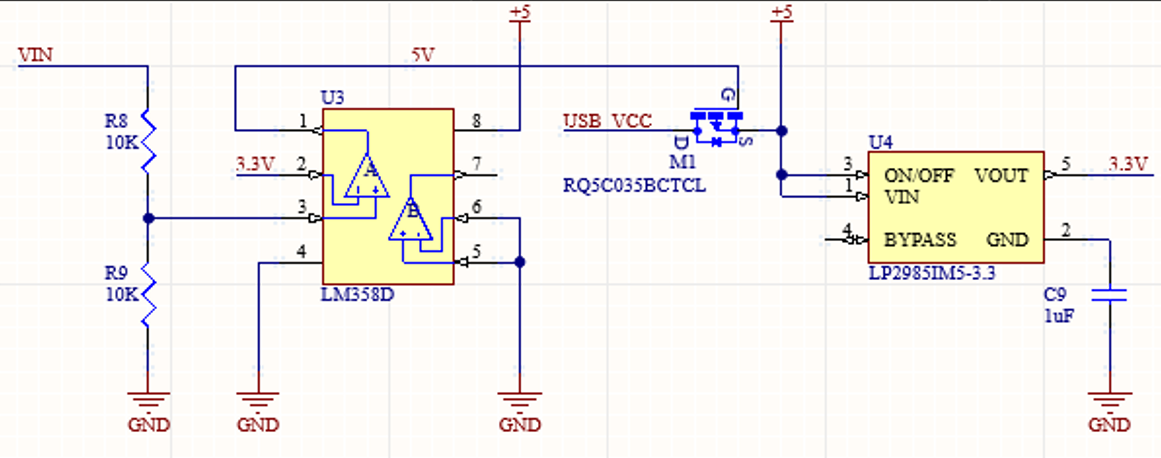 +5
+5
VIN
5V
U3
G
R8
10K
1
8
USB_VCC
D
S
M1
RQ5C035BCTCL
U4
3.3V
2
A
7
3
ON/OFF
VOUT
5
3.3V
1
VIN
3
B
6
4
BYPASS
GND
2
4
5
R9
10K
LM358D
LP2985IM5-3.3
C9
1uF
GND
GND
GND
GND